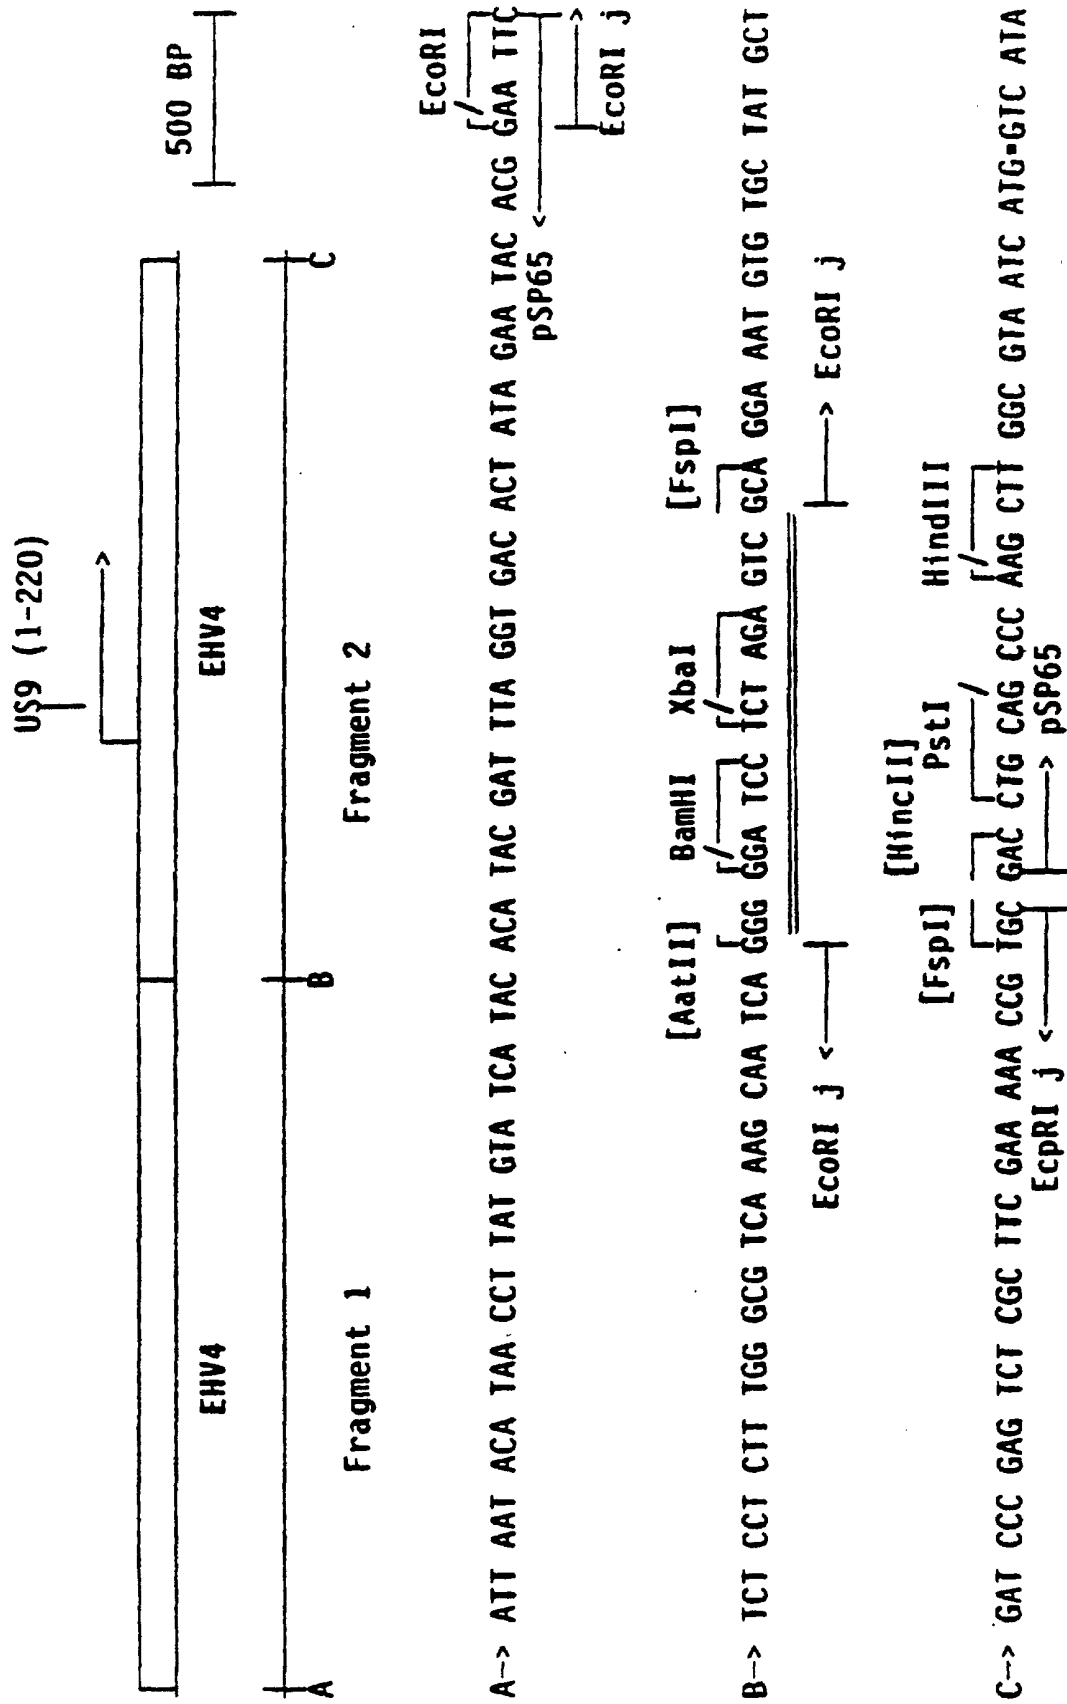 US9 (1-220)
500 BP
EHV4 EHV4
A B C
Fragment 1 Fragment 2
EcoRI
A--> ATT AAT ACA TAA CCT TAT GTA TCA TAC ACA TAC GAT TTA GGT GAC ACT ATA GAA TAC ACG GAA TTC
pSP65 <
> EcoRI j
[AatII] BamHI XbaI [FspI]
B--> TCT CCT CTT TGG GCG TCA AAG CAA TCA GGG GGA TCC TCT AGA GTC GCA GGA AAT GTG TGC TAT GCT
EcoRI j < > EcoRI j
[HincII]
[FspI] PstI HindIII
C--> GAT CCC GAG TCT CGC TTC GAA AAA CCG TGC GAC CTG CAG CCC AAG CTT GGC GTA ATC ATG GTC ATA
EcpRI j < > pSP65